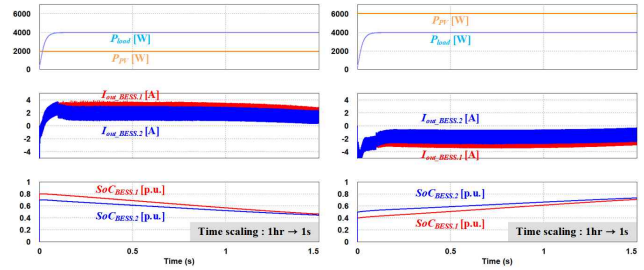 6000
4000
2000
0
P_load [W]
P_PV [W]
4
2
0
-2
-4
I_out_BESS.1 [A]
I_out_BESS.2 [A]
1
0.8
0.6
0.4
0.2
0
SoC_BESS.1 [p.u.]
SoC_BESS.2 [p.u.]
Time scaling : 1hr → 1s
0 0.5 1 1.5
Time (s)
6000
4000
2000
0
P_PV [W]
P_load [W]
4
2
0
-2
-4
I_out_BESS.2 [A]
I_out_BESS.1 [A]
1
0.8
0.6
0.4
0.2
0
SoC_BESS.2 [p.u.]
SoC_BESS.1 [p.u.]
Time scaling : 1hr → 1s
0 0.5 1 1.5
Time (s)